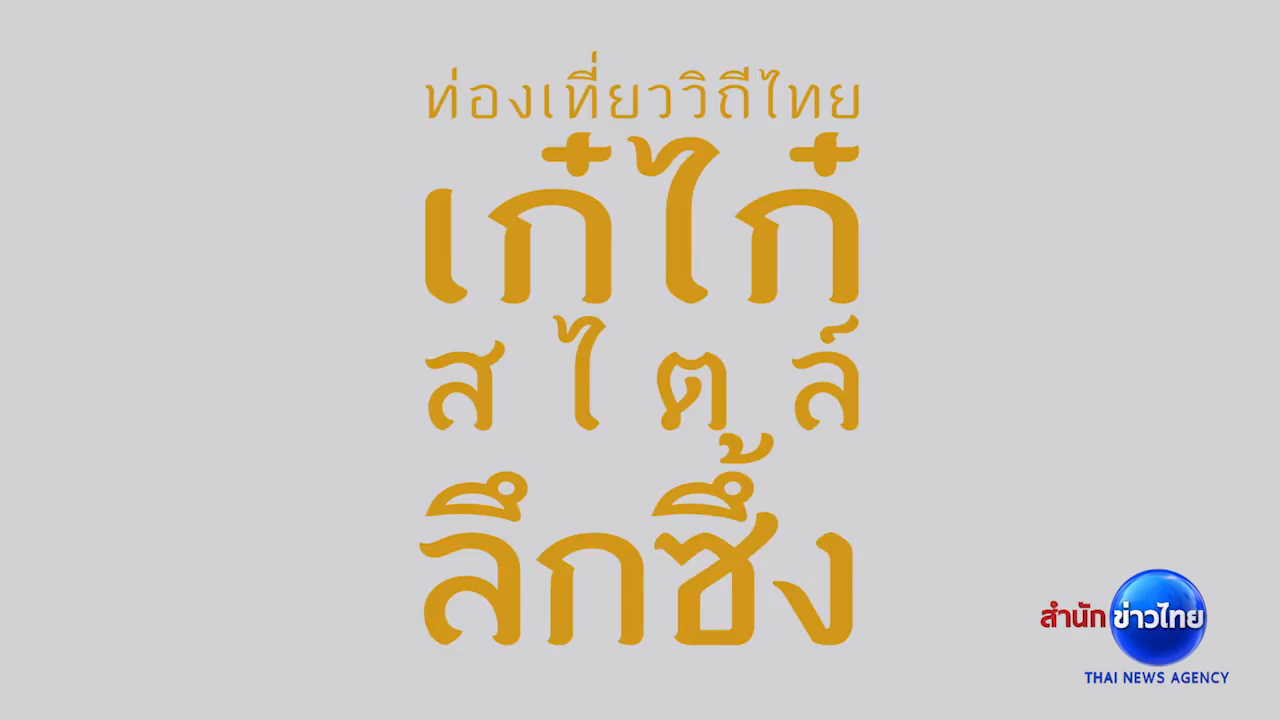 ท่องเที่ยววิถีไทย
เก๋ไก๋
สไตล์
ลึกซึ้ง
สำนักข่าวไทย
THAI NEWS AGENCY